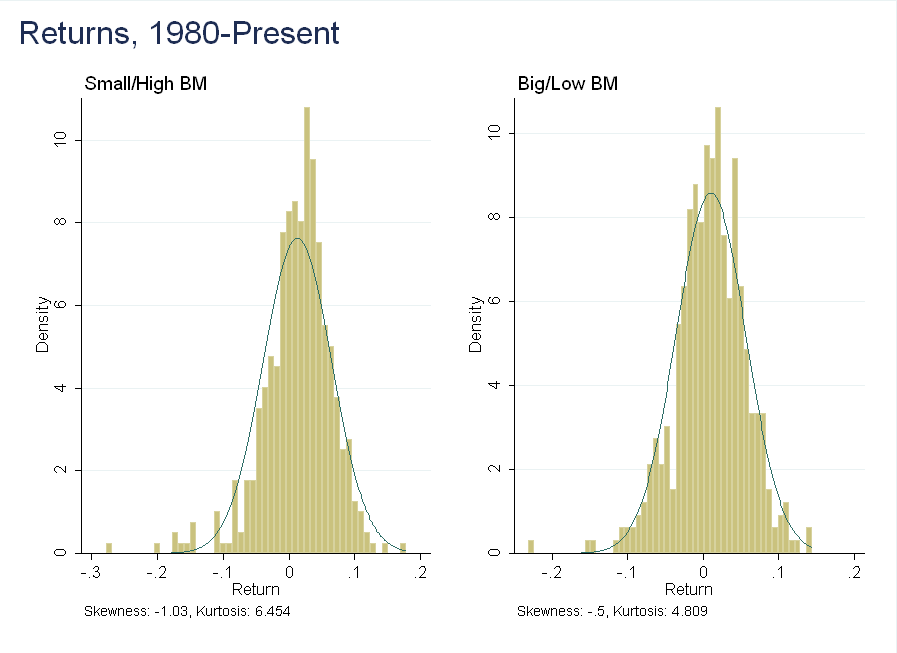 Returns, 1980-Present
Small/High BM
Density
0 2 4 6 8 10
-.3 -.2 -.1 0 .1 .2
Return
Skewness: -1.03, Kurtosis: 6.454
Big/Low BM
Density
0 2 4 6 8 10
-.2 -.1 0 .1 .2
Return
Skewness: -.5, Kurtosis: 4.809